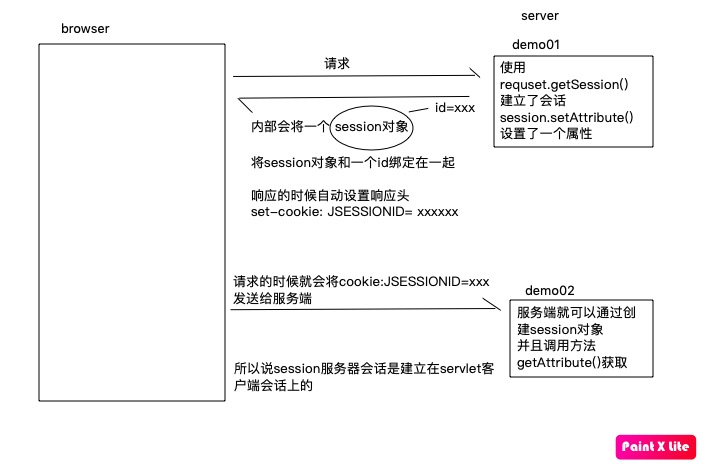 server
browser
demo01
请求
使用
requset.getSession()
建立了会话
session.setAttribute()
设置了一个属性
id=xxx
内部会将一个 session对象
将session对象和一个id绑定在一起
响应的时候自动设置响应头
set-cookie: JSESSIONID= xxxxxx
请求的时候就会将cookie:JSESSIONID=xxx
发送给服务端
demo02
服务端就可以通过创
建session对象
并且调用方法
getAttribute()获取
所以说session服务器会话是建立在servlet客
户端会话上的
Paint X Lite